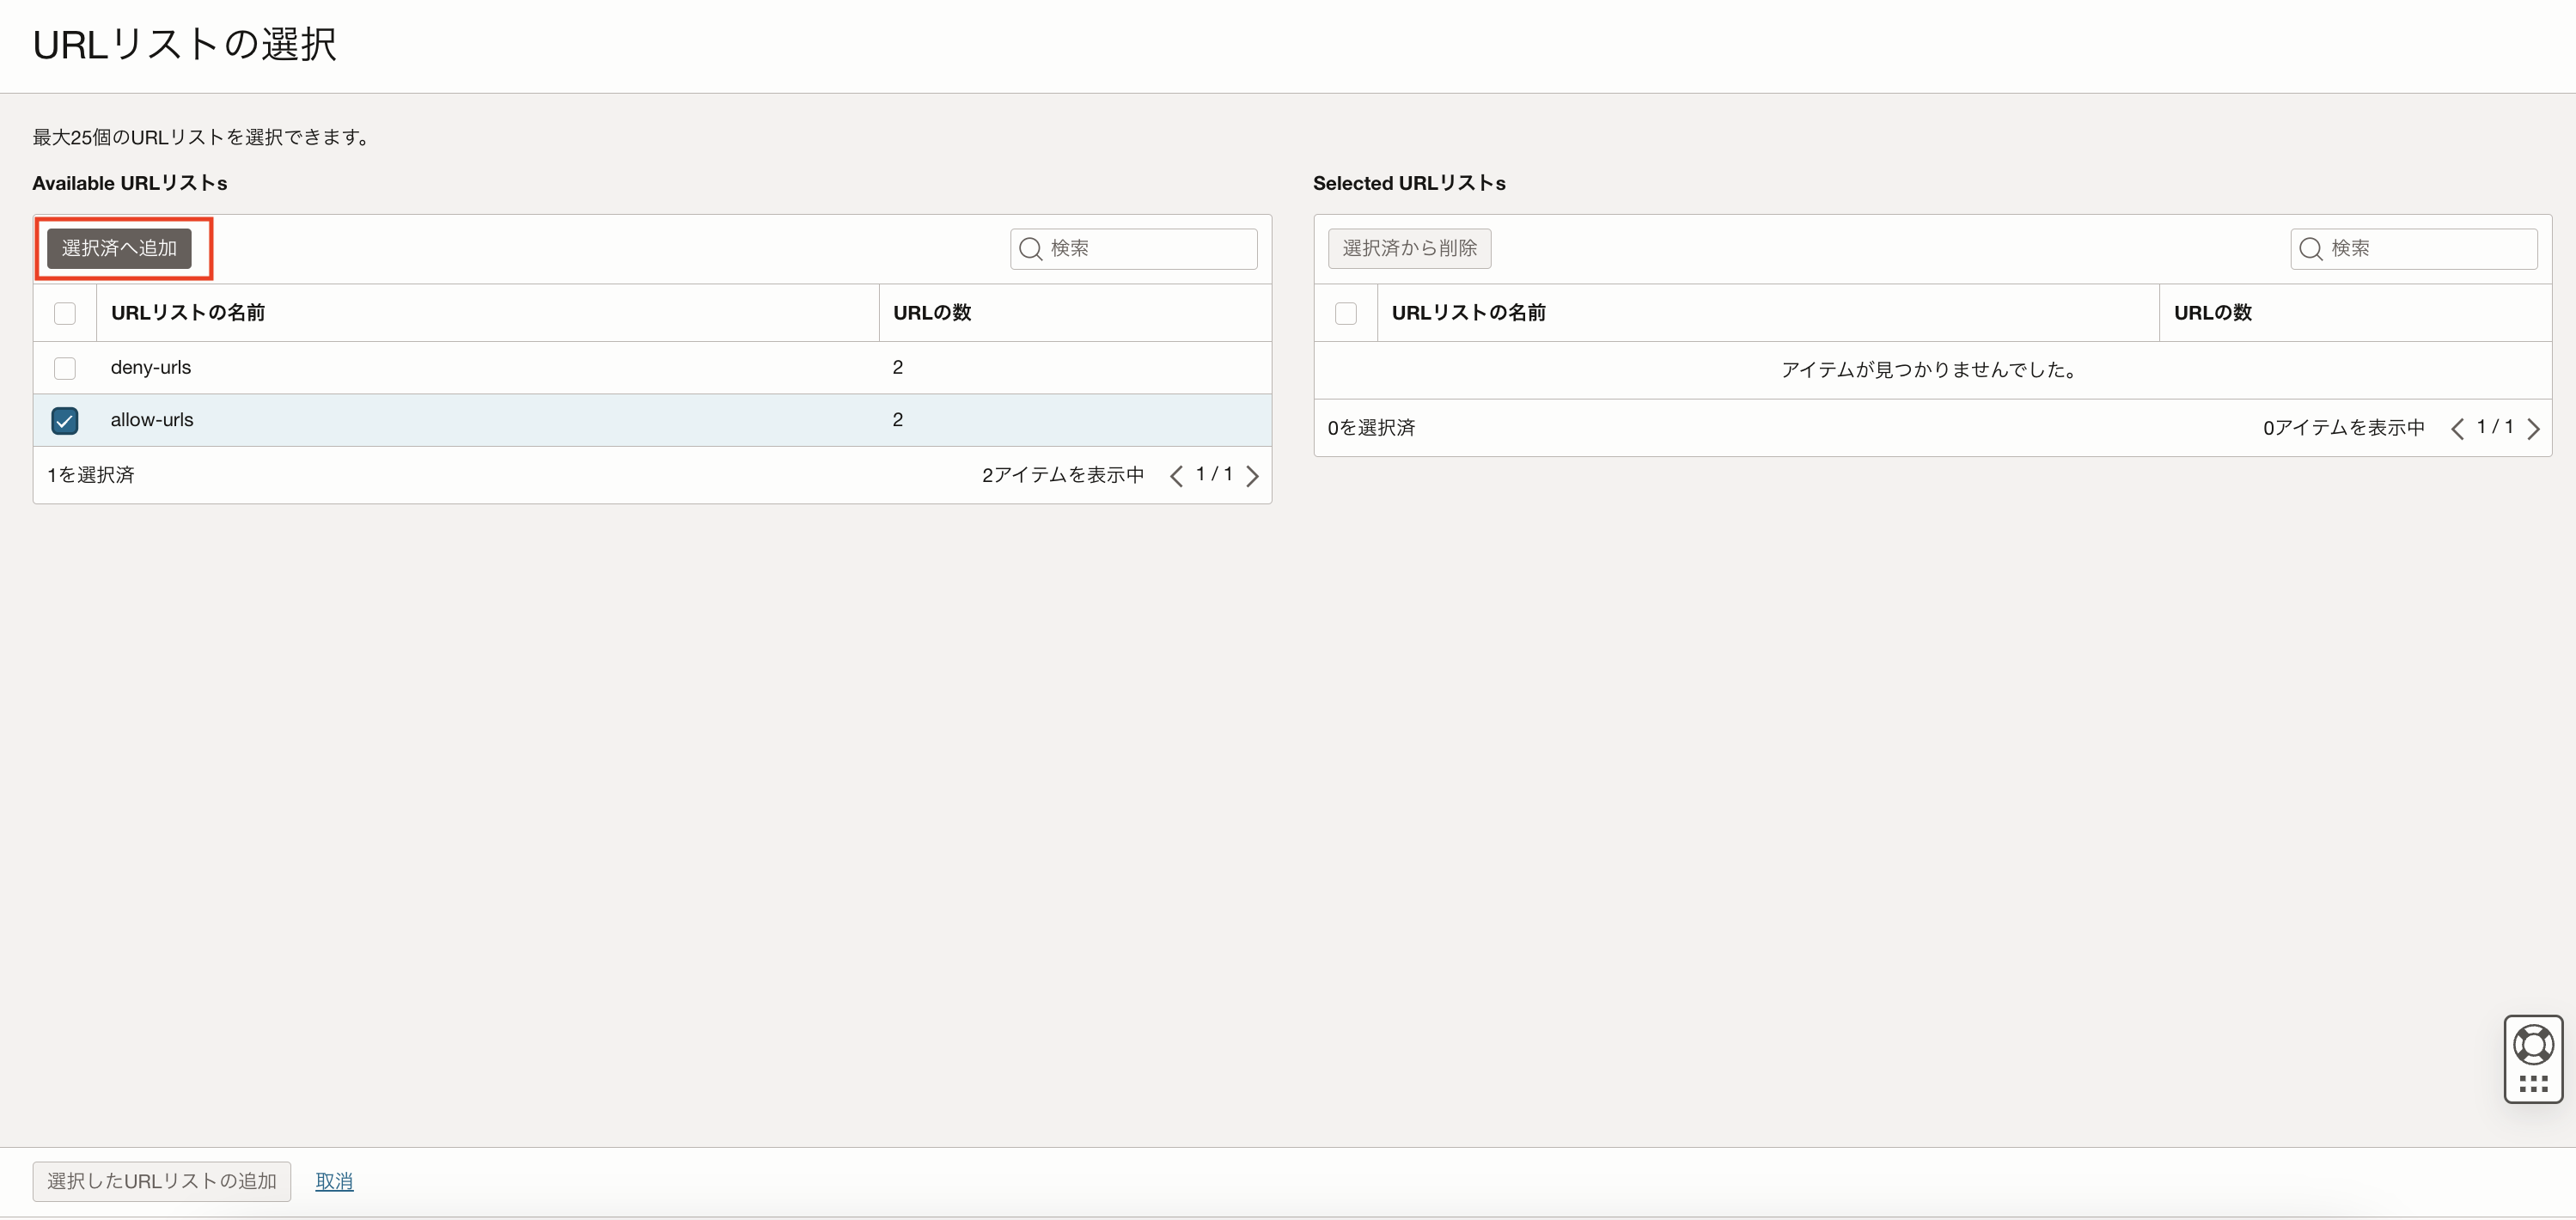 URLリストの選択
最大25個のURLリストを選択できます。
Available URLリストs
選択済へ追加
検索
URLリストの名前 URLの数
deny-urls 2
allow-urls 2
1を選択済 2アイテムを表示中 1 / 1
Selected URLリストs
選択済から削除
検索
URLリストの名前 URLの数
アイテムが見つかりませんでした。
0を選択済 0アイテムを表示中 1 / 1
選択したURLリストの追加 取消